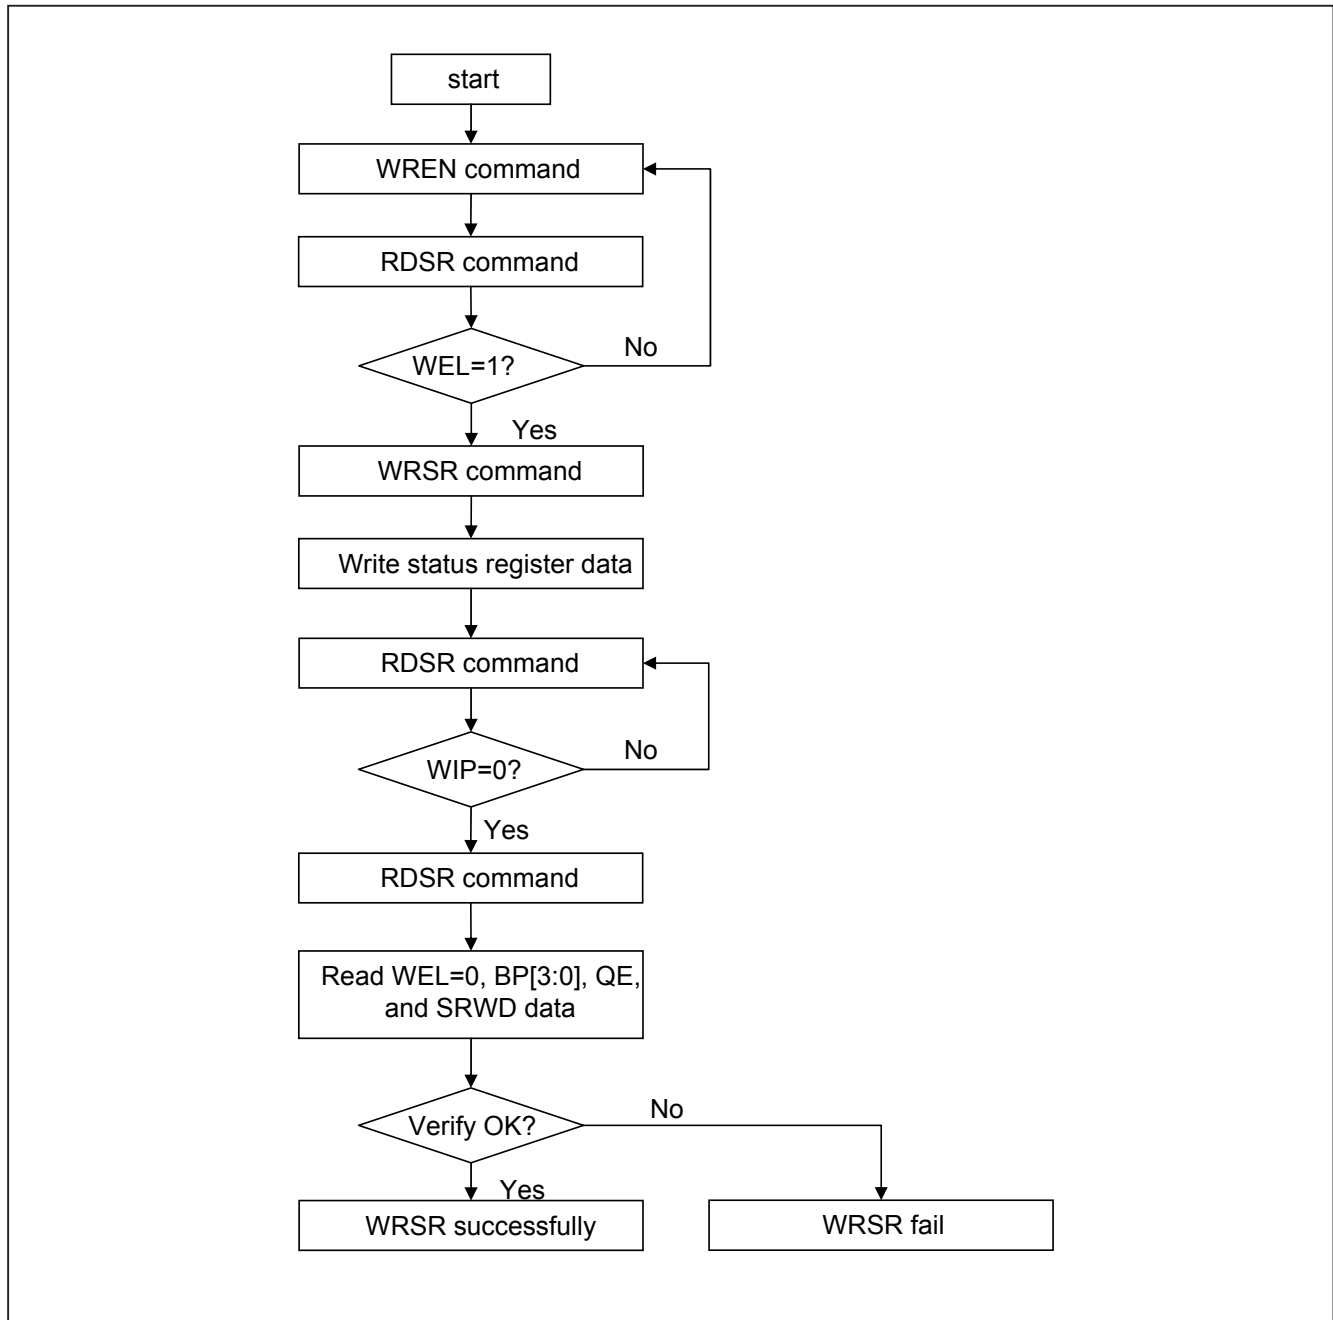 start
WREN command
RDSR command
No
WEL=1?
Yes
WRSR command
Write status register data
RDSR command
No
WIP=0?
Yes
RDSR command
Read WEL=0, BP[3:0], QE,
and SRWD data
No
Verify OK?
Yes
WRSR successfully
WRSR fail